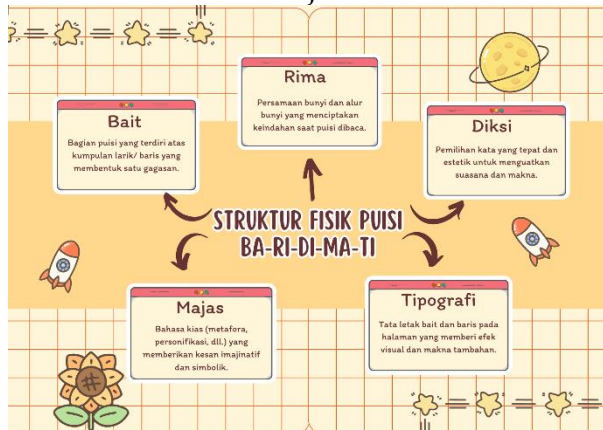 Rima
Persamaan bunyi dan alur
bunyi yang menciptakan
keindahan saat puisi dibaca.
Bait
Bagian puisi yang terdiri atas
kumpulan larik/ baris yang
membentuk satu gagasan.
Diksi
Pemilihan kata yang tepat dan
estetik untuk menguatkan
suasana dan makna.
STRUKTUR FISIK PUISI
BA-RI-DI-MA-TI
Majas
Bahasa kias (metafora,
personifikasi, dll.) yang
memberikan kesan imajinatif
dan simbolik.
Tipografi
Tata letak bait dan baris pada
halaman yang memberi efek
visual dan makna tambahan.